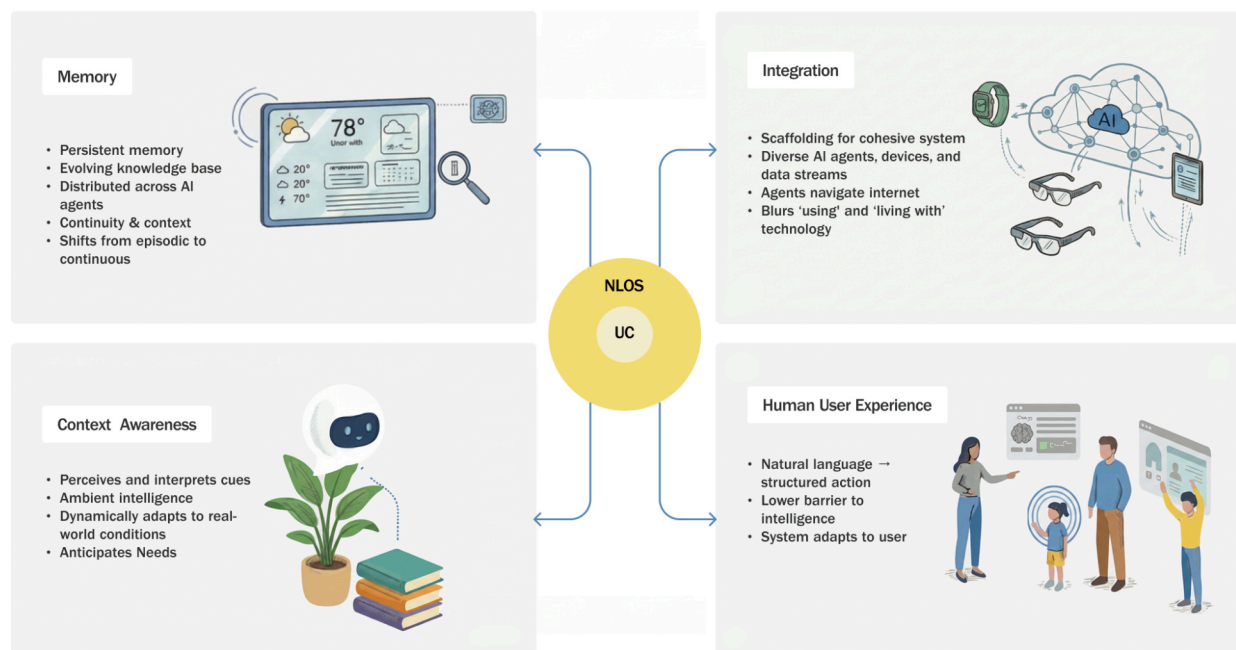 Memory
• Persistent memory
• Evolving knowledge base
• Distributed across AI
agents
• Continuity & context
• Shifts from episodic to
continuous
78°
Unor with
20°
20°
70°
Integration
• Scaffolding for cohesive system
• Diverse AI agents, devices, and
data streams
• Agents navigate internet
• Blurs ‘using' and ‘living with’
technology
AI
NLOS
UC
Context Awareness
• Perceives and interprets cues
• Ambient intelligence
• Dynamically adapts to real-
world conditions
• Anticipates Needs
Human User Experience
• Natural language →
structured action
• Lower barrier to
intelligence
• System adapts to user